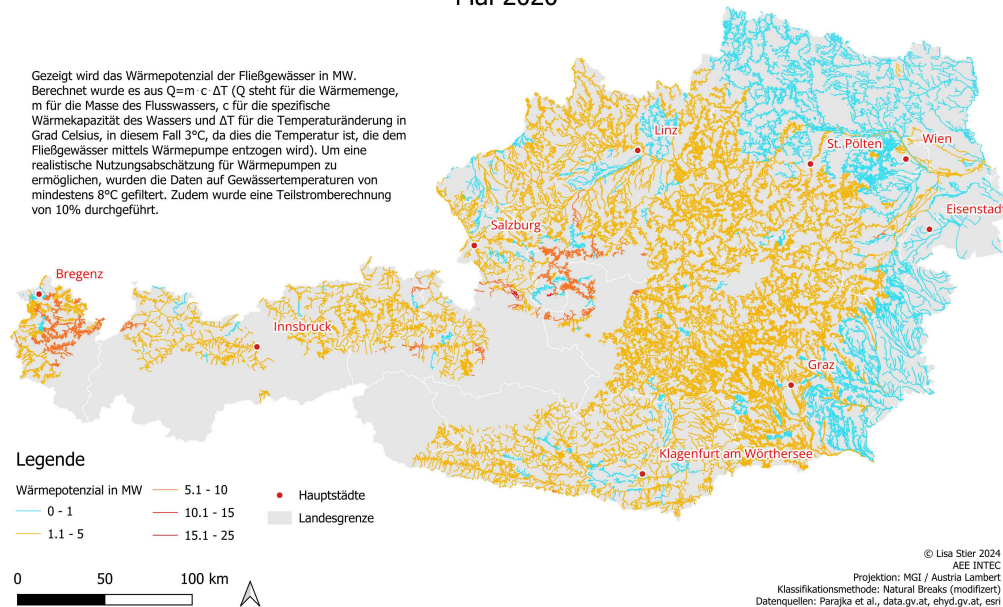 Gezeigt wird das Wärmepotenzial der Fließgewässer in MW.
Berechnet wurde es aus Q=m·c·ΔT (Q steht für die Wärmemenge,
m für die Masse des Flusswassers, c für die spezifische
Wärmekapazität des Wassers und ΔT für die Temperaturänderung in
Grad Celsius, in diesem Fall 3°C, da dies die Temperatur ist, die dem
Fließgewässer mittels Wärmepumpe entzogen wird). Um eine
realistische Nutzungsabschätzung für Wärmepumpen zu
ermöglichen, wurden die Daten auf Gewässertemperaturen von
mindestens 8°C gefiltert. Zudem wurde eine Teilstromberechnung
von 10% durchgeführt.
Linz
St. Pölten
Wien
Eisenstadt
Salzburg
Bregenz
Innsbruck
Graz
Klagenfurt am Wörthersee
Legende
Wärmepotenzial in MW
0 - 1
1.1 - 5
5.1 - 10
10.1 - 15
15.1 - 25
Hauptstädte
Landesgrenze
0 50 100 km
© Lisa Stier 2024
AEE INTEC
Projektion: MGI / Austria Lambert
Klassifikationsmethode: Natural Breaks (modifizert)
Datenquellen: Parajka et al., data.gv.at, ehyd.gv.at, esri